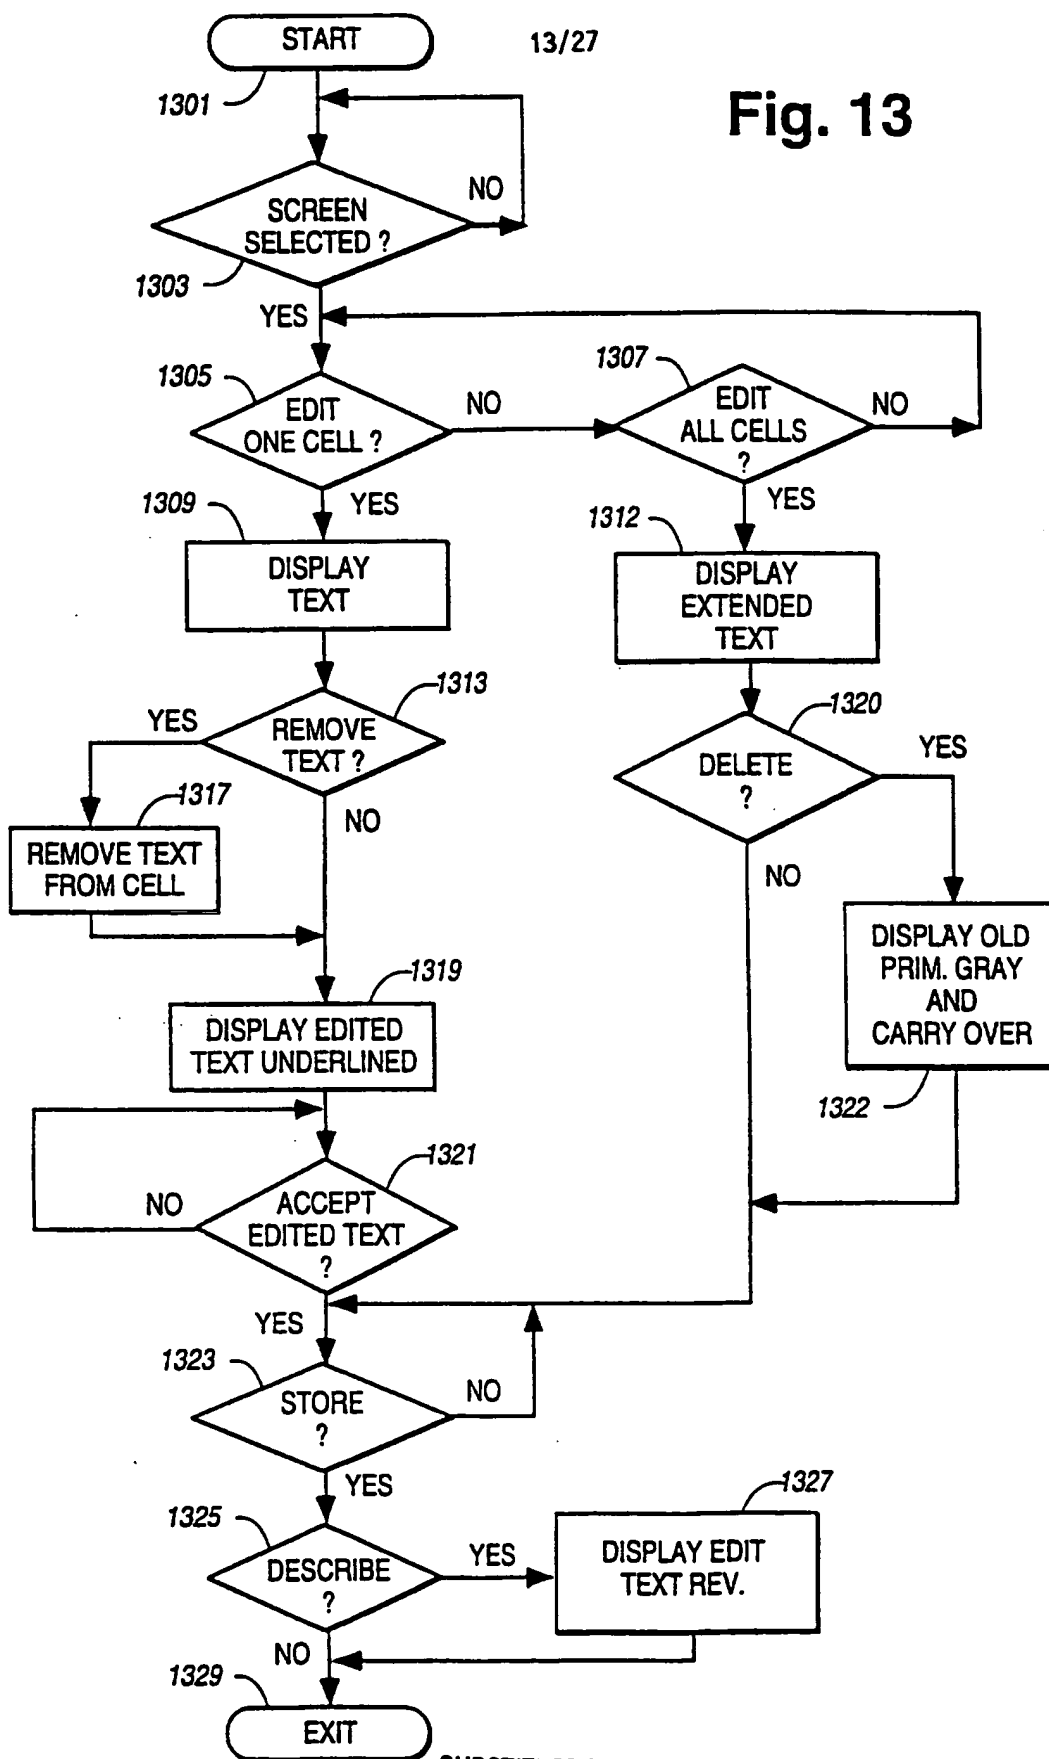 START
13/27
1301
Fig. 13
NO
SCREEN
SELECTED ?
1303
YES
1305
1307
EDIT
ONE CELL ?
NO
EDIT
ALL CELLS
?
NO
YES
YES
1309
1312
DISPLAY
TEXT
DISPLAY
EXTENDED
TEXT
1313
1320
YES
REMOVE
TEXT ?
YES
DELETE
?
1317
NO
REMOVE TEXT
FROM CELL
NO
DISPLAY OLD
PRIM. GRAY
AND
CARRY OVER
1319
DISPLAY EDITED
TEXT UNDERLINED
1322
1321
NO
ACCEPT
EDITED TEXT
?
YES
1323
STORE
?
NO
YES
1327
1325
DESCRIBE
?
YES
DISPLAY EDIT
TEXT REV.
NO
1329
EXIT